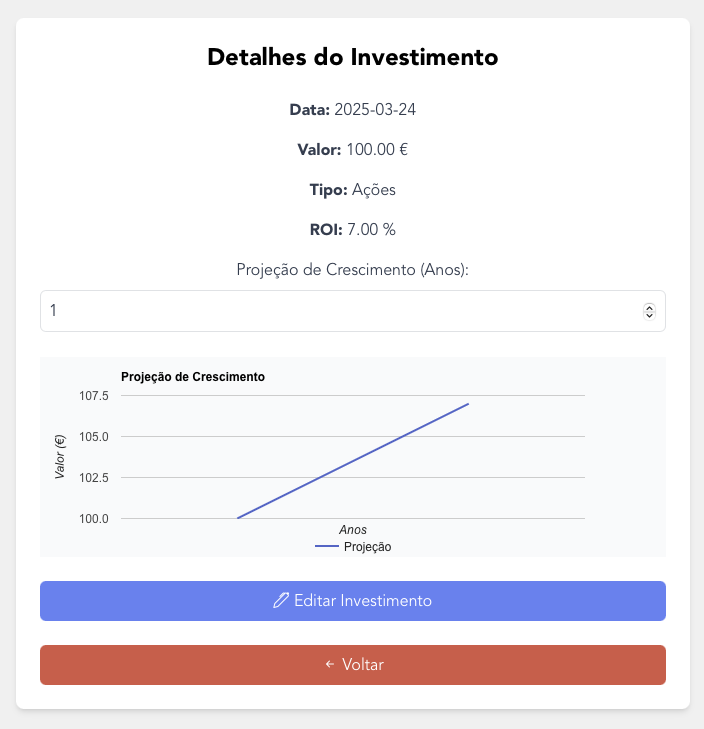 Detalhes do Investimento
Data: 2025-03-24
Valor: 100.00 €
Tipo: Ações
ROI: 7.00 %
Projeção de Crescimento (Anos):
1
Projeção de Crescimento
107.5
105.0
102.5
100.0
Valor (€)
Anos
Projeção
Editar Investimento
Voltar